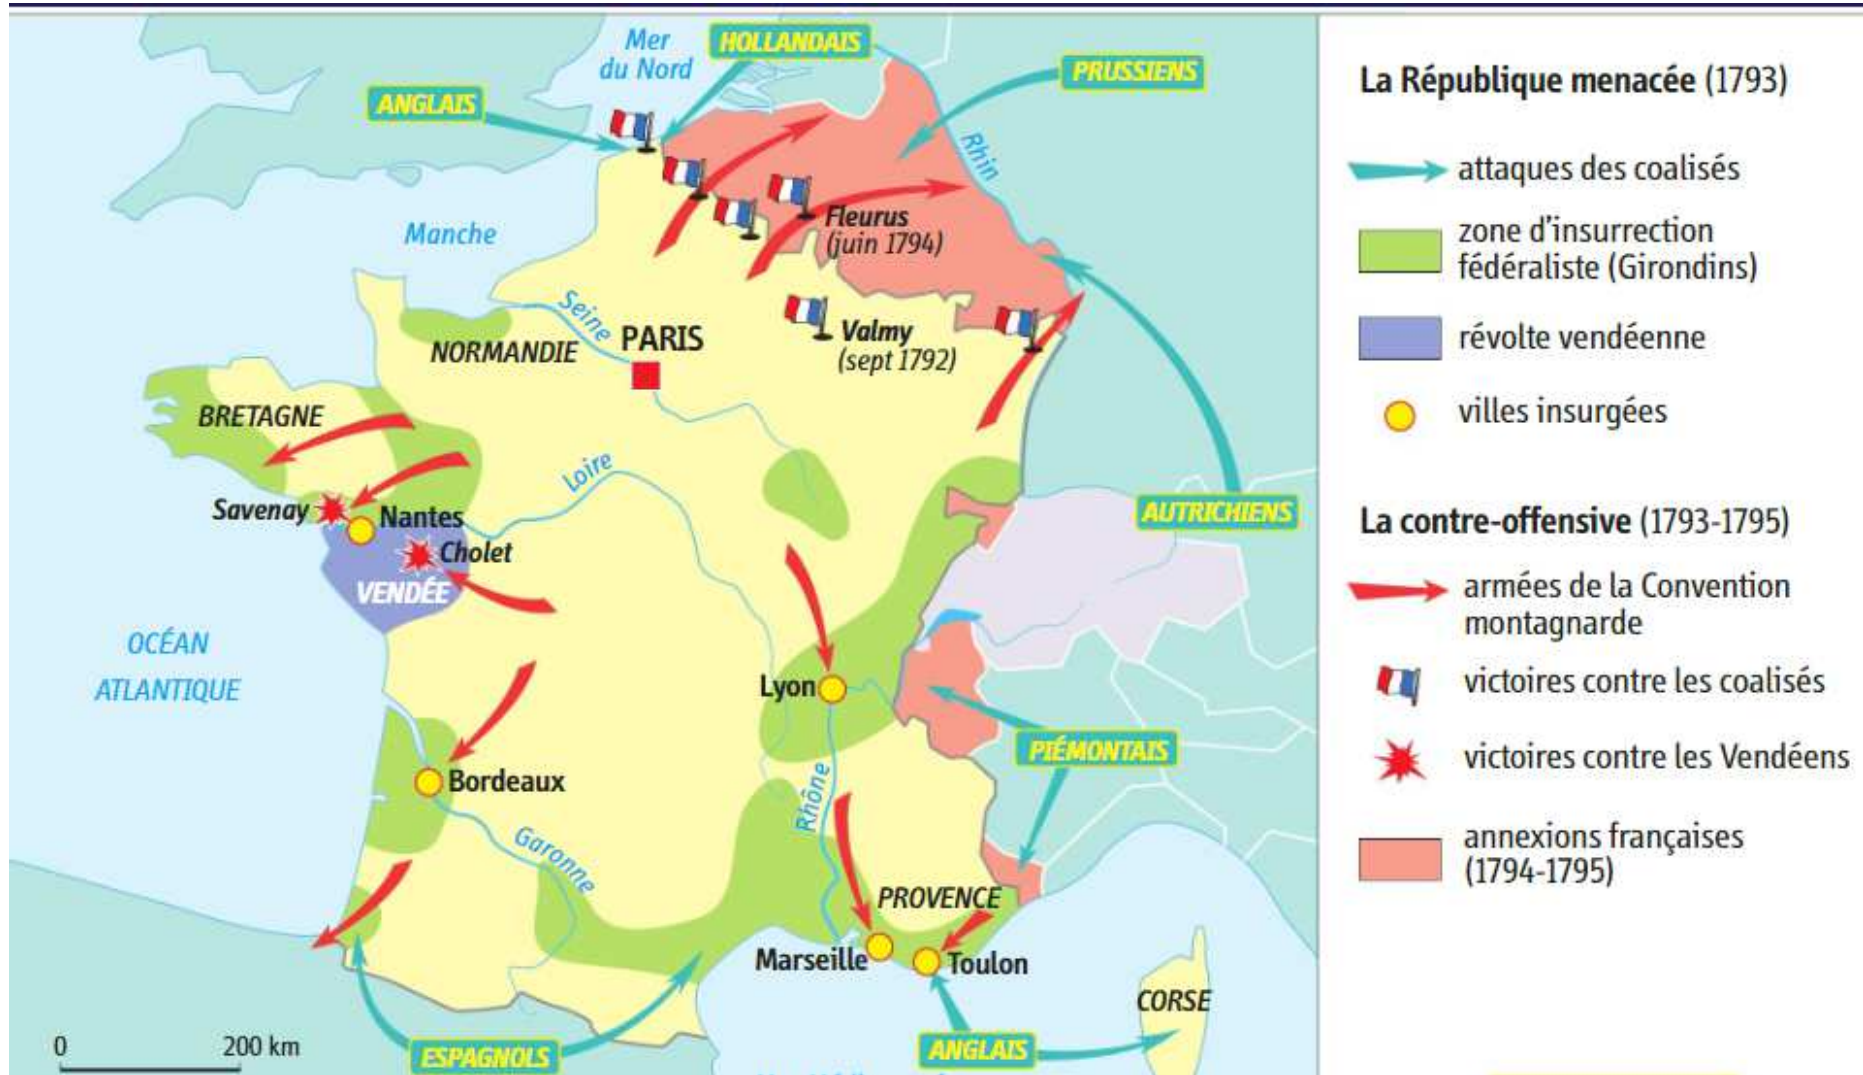 Mer
du Nord
HOLLANDAIS
PRUSSIENS
ANGLAIS
Rhin
Manche
Fleurus
(juin 1794)
Seine
PARIS
Valmy
(sept 1792)
NORMANDIE
BRETAGNE
Loire
Savenay
Nantes
Cholet
VENDÉE
AUTRICHIENS
OCÉAN
ATLANTIQUE
Lyon
PIÉMONTAIS
Bordeaux
Rhône
Garonne
PROVENCE
Marseille
Toulon
CORSE
0 200 km
ESPAGNOLS
ANGLAIS
La République menacée (1793)
attaques des coalisés
zone d'insurrection
fédéraliste (Girondins)
révolte vendéenne
villes insurgées
La contre-offensive (1793-1795)
armées de la Convention
montagnarde
victoires contre les coalisés
victoires contre les Vendéens
annexions françaises
(1794-1795)